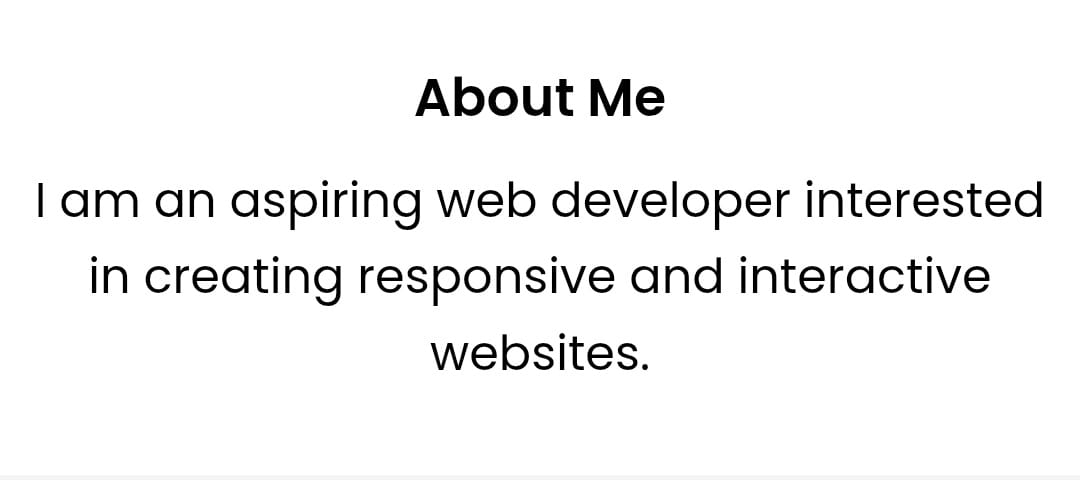 About Me
I am an aspiring web developer interested
in creating responsive and interactive
websites.